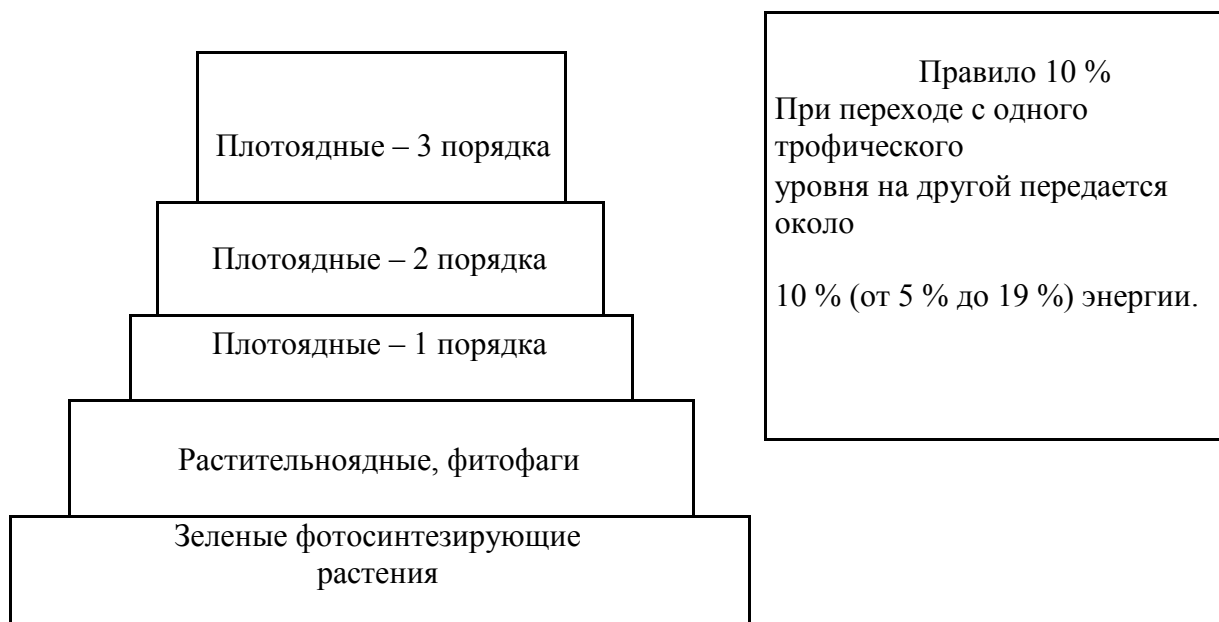 Плотоядные – 3 порядка
Плотоядные – 2 порядка
Плотоядные – 1 порядка
Растительноядные, фитофаги
Зеленые фотосинтезирующие
растения
Правило 10 %
При переходе с одного
трофического
уровня на другой передается
около
10 % (от 5 % до 19 %) энергии.